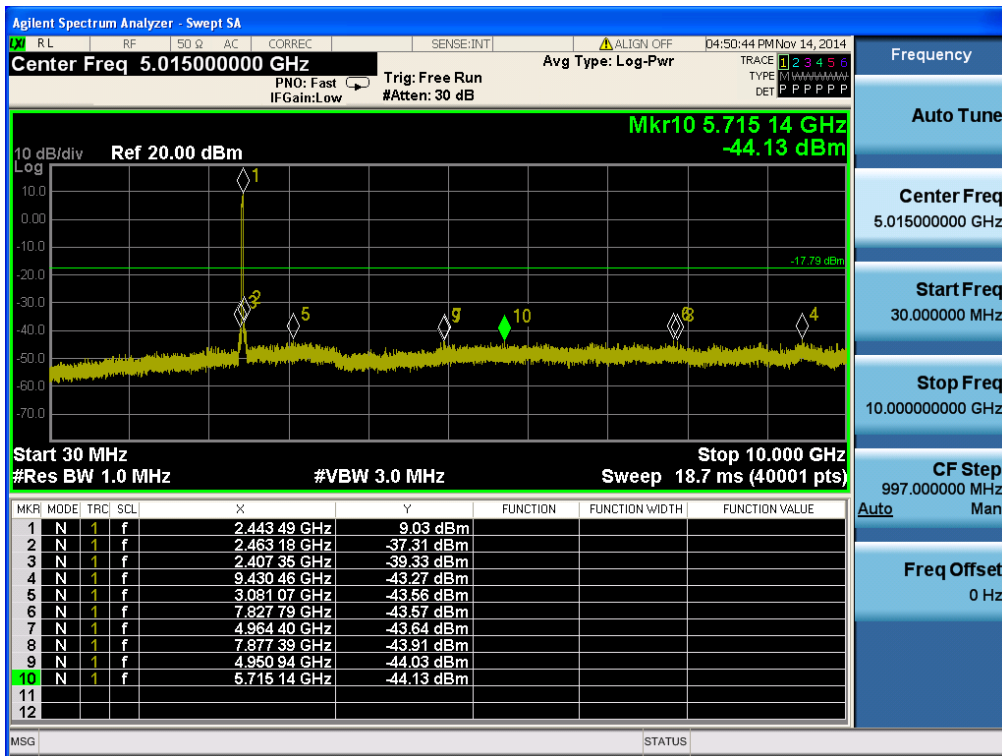 Agilent Spectrum Analyzer - Swept SA
LXI RL RF 50 Ω AC CORREC SENSE:INT ALIGN OFF 04:50:44 PM Nov 14, 2014
Center Freq 5.015000000 GHz
PNO: Fast
IFGain:Low
Trig: Free Run
#Atten: 30 dB
Avg Type: Log-Pwr
TRACE 1 2 3 4 5 6
TYPE M W W W W W
DET P P P P P P
Mkr10 5.715 14 GHz
-44.13 dBm
10 dB/div Ref 20.00 dBm
Log
10.0
0.00
-10.0
-20.0
-30.0
-40.0
-50.0
-60.0
-70.0
1
-17.79 dBm
2
3
5
9
10
4
Start 30 MHz Stop 10.000 GHz
#Res BW 1.0 MHz #VBW 3.0 MHz Sweep 18.7 ms (40001 pts)
MKR MODE TRC SCL X Y FUNCTION FUNCTION WIDTH FUNCTION VALUE
1 N 1 f 2.443 49 GHz 9.03 dBm
2 N 1 f 2.463 18 GHz -37.31 dBm
3 N 1 f 2.407 35 GHz -39.33 dBm
4 N 1 f 9.430 46 GHz -43.27 dBm
5 N 1 f 3.081 07 GHz -43.56 dBm
6 N 1 f 7.827 79 GHz -43.57 dBm
7 N 1 f 4.964 40 GHz -43.64 dBm
8 N 1 f 7.877 39 GHz -43.91 dBm
9 N 1 f 4.950 94 GHz -44.03 dBm
10 N 1 f 5.715 14 GHz -44.13 dBm
11
12
MSG STATUS
Frequency
Auto Tune
Center Freq
5.015000000 GHz
Start Freq
30.000000 MHz
Stop Freq
10.000000000 GHz
CF Step
997.000000 MHz
Auto Man
Freq Offset
0 Hz